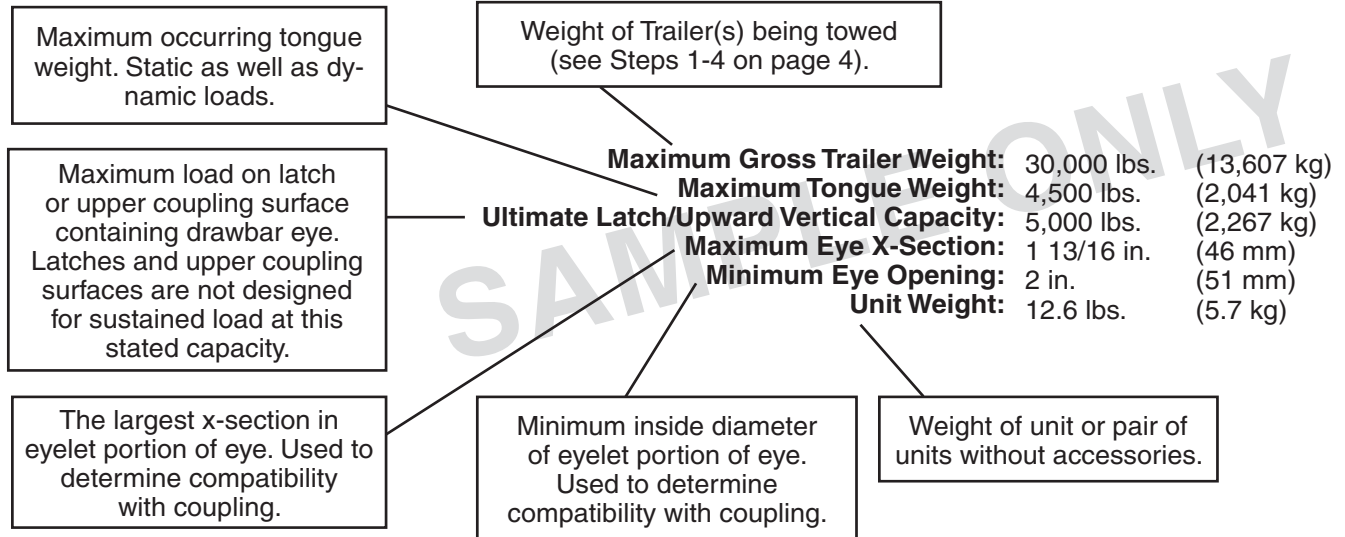 Maximum occurring tongue
weight. Static as well as dy-
namic loads.
Weight of Trailer(s) being towed
(see Steps 1-4 on page 4).
Maximum load on latch
or upper coupling surface
containing drawbar eye.
Latches and upper coupling
surfaces are not designed
for sustained load at this
stated capacity.
Maximum Gross Trailer Weight: 30,000 lbs. (13,607 kg)
Maximum Tongue Weight: 4,500 lbs. (2,041 kg)
Ultimate Latch/Upward Vertical Capacity: 5,000 lbs. (2,267 kg)
Maximum Eye X-Section: 1 13/16 in. (46 mm)
Minimum Eye Opening: 2 in. (51 mm)
Unit Weight: 12.6 lbs. (5.7 kg)
SAMPLE ONLY
The largest x-section in
eyelet portion of eye. Used to
determine compatibility
with coupling.
Minimum inside diameter
of eyelet portion of eye.
Used to determine
compatibility with coupling.
Weight of unit or pair of
units without accessories.